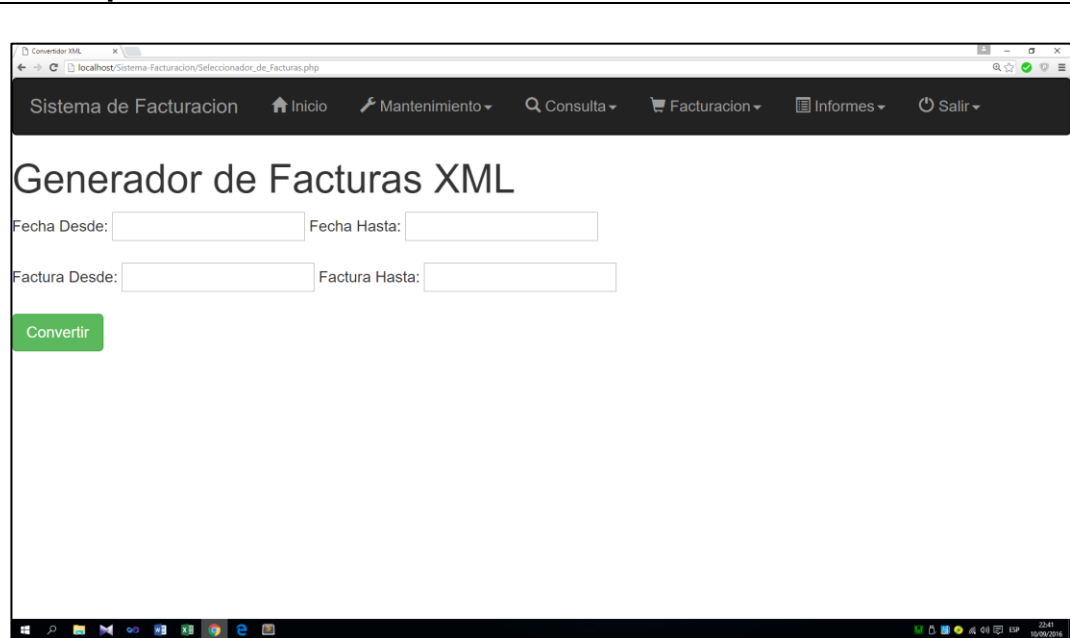 Convertidor XML
localhost/Sistema-Facturacion/Seleccionador_de_Facturas.php
Sistema de Facturacion Inicio Mantenimiento Consulta Facturacion Informes Salir
Generador de Facturas XML
Fecha Desde: Fecha Hasta:
Factura Desde: Factura Hasta:
Convertir
ESP 22:41
10/09/2016